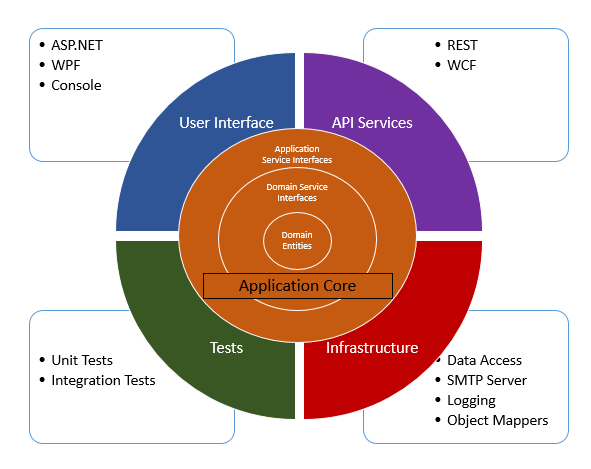 • ASP.NET
• WPF
• Console
• REST
• WCF
User Interface
API Services
Application
Service Interfaces
Domain Service
Interfaces
Domain
Entities
Application Core
Tests
Infrastructure
• Unit Tests
• Integration Tests
• Data Access
• SMTP Server
• Logging
• Object Mappers